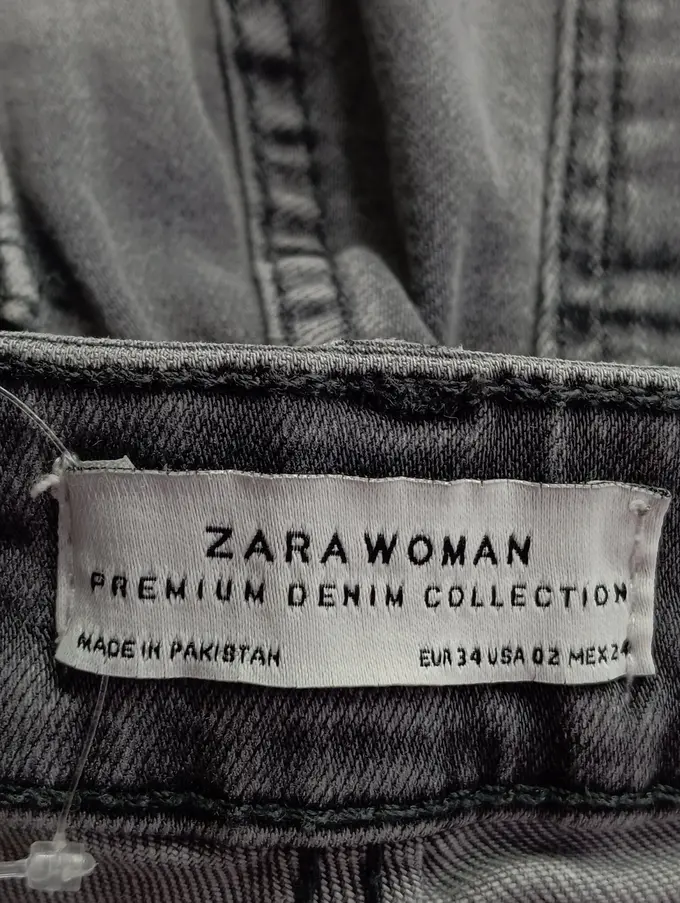 ZARA WOMAN
PREMIUM DENIM COLLECTION
MADE IN PAKISTAN EUR 34 USA 02 MEX 24